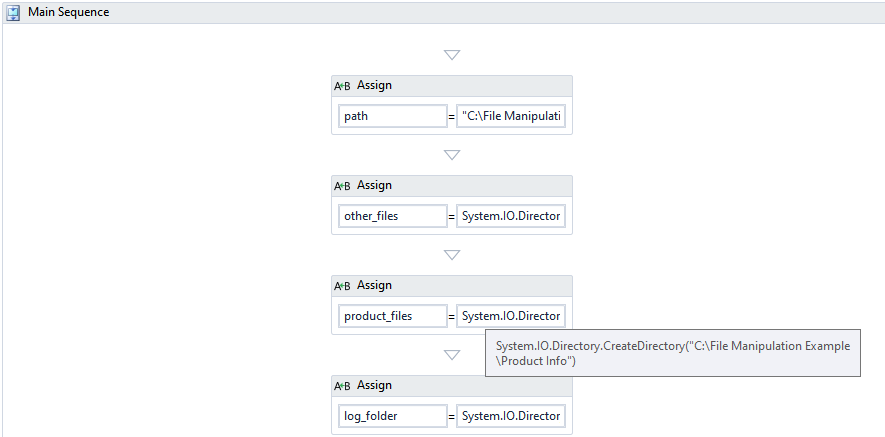 Main Sequence
A+B Assign
path = "C:\File Manipulati
A+B Assign
other_files = System.IO.Director
A+B Assign
product_files = System.IO.Director
System.IO.Directory.CreateDirectory("C:\File Manipulation Example
\Product Info")
A+B Assign
log_folder = System.IO.Director